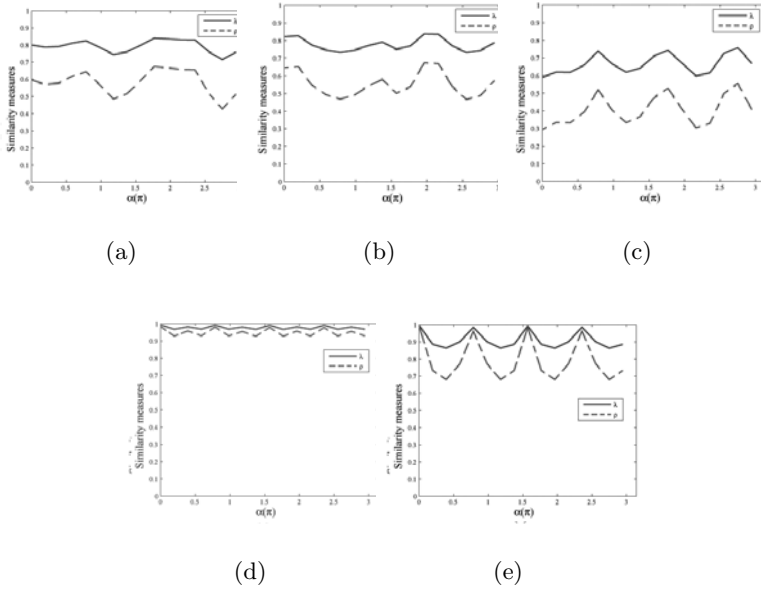 1
0.9
0.8
0.7
0.6
0.5
0.4
0.3
0.2
0.1
0
Similarity measures
λ
ρ
0 0.5 1 1.5 2 2.5
α(π)
(a)
1
0.9
0.8
0.7
0.6
0.5
0.4
0.3
0.2
0.1
0
Similarity measures
λ
ρ
0 0.5 1 1.5 2 2.5
α(π)
(b)
1
0.9
0.8
0.7
0.6
0.5
0.4
0.3
0.2
0.1
0
Similarity measures
λ
ρ
0 0.5 1 1.5 2 2.5 3
α(π)
(c)
1
0.9
0.8
0.7
0.6
0.5
0.4
0.3
0.2
0.1
0
Similarity measures
λ
ρ
0 0.5 1 1.5 2 2.5 3
α(π)
(d)
1
0.9
0.8
0.7
0.6
0.5
0.4
0.3
0.2
0.1
0
Similarity measures
λ
ρ
0 0.5 1 1.5 2 2.5 3
α(π)
(e)